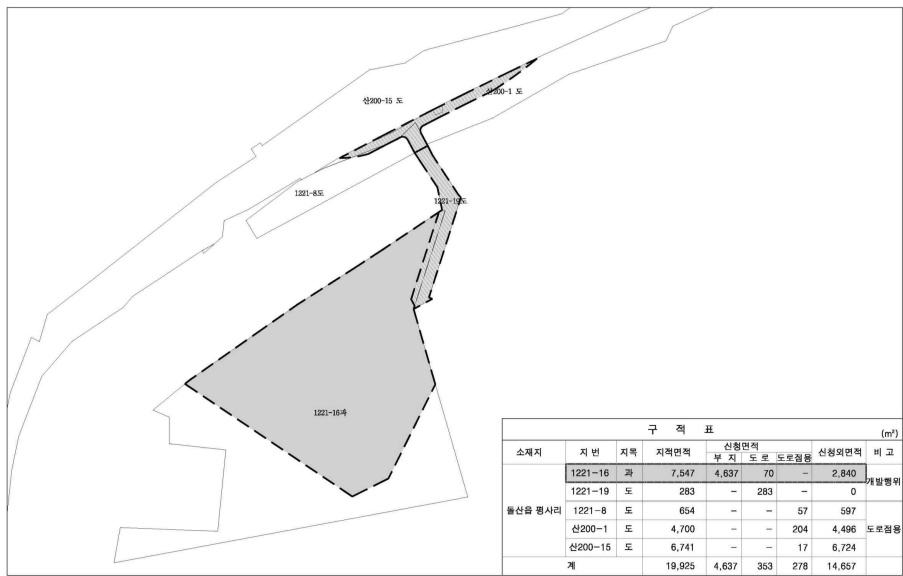 산200-15 도
산200-1 도
1221-8도
1221-19도
1221-16과
구 적 표 (m²)
소재지 지 번 지목 지적면적 신청면적 신청외면적 비 고
부 지 도 로 도로점용
돌산읍 평사리 1221-16 과 7,547 4,637 70 - 2,840 개발행위
1221-19 도 283 - 283 - 0
1221-8 도 654 - - 57 597 도로점용
산200-1 도 4,700 - - 204 4,496
산200-15 도 6,741 - - 17 6,724
계 19,925 4,637 353 278 14,657